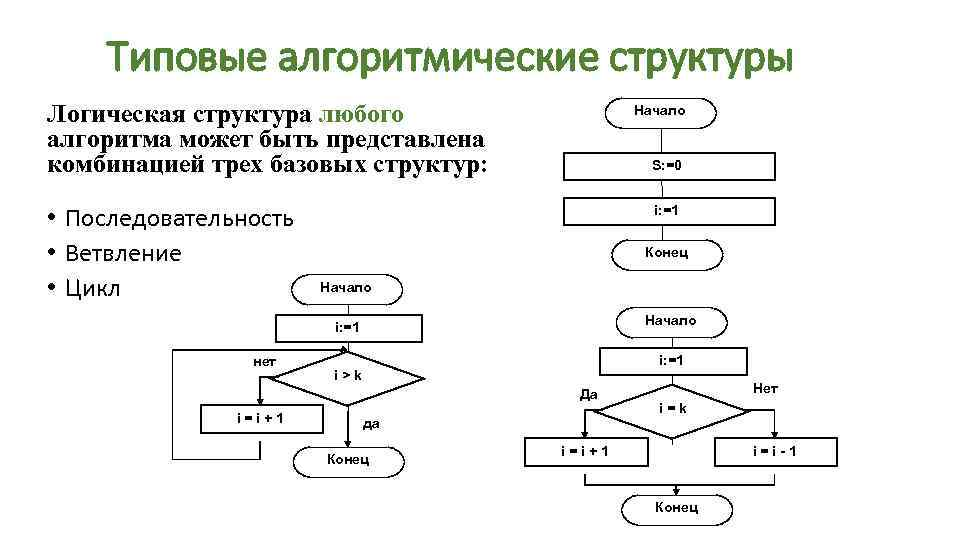 Типовые алгоритмические структуры
Логическая структура любого
алгоритма может быть представлена
комбинацией трех базовых структур:
• Последовательность
• Ветвление
• Цикл
Начало
S:=0
i:=1
Конец
Начало
i:=1
нет
i > k
i = i + 1
да
Конец
Начало
i:=1
Да
Нет
i = k
i = i + 1
i = i - 1
Конец